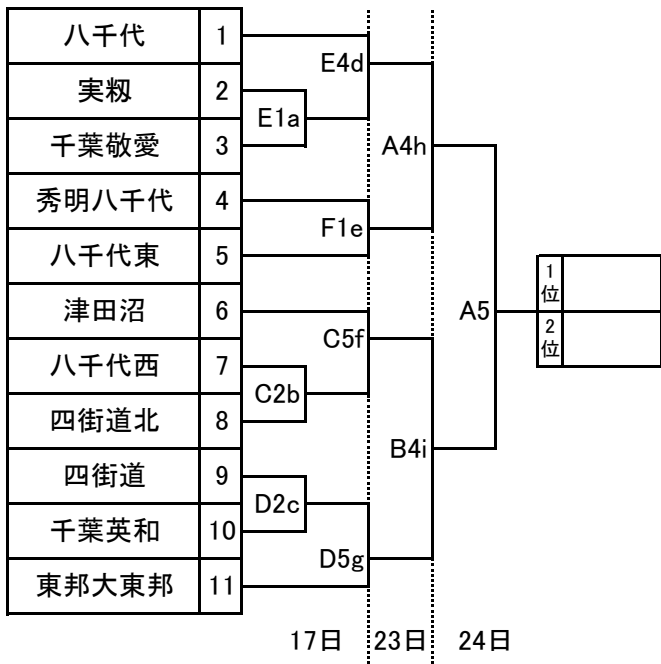 八千代 1
E4d
実籾 2
E1a
千葉敬愛 3
A4h
秀明八千代 4
F1e
八千代東 5
1位
津田沼 6
A5
C5f
2位
八千代西 7
C2b
四街道北 8
B4i
四街道 9
D2c
千葉英和 10
D5g
東邦大東邦 11
17日 23日 24日